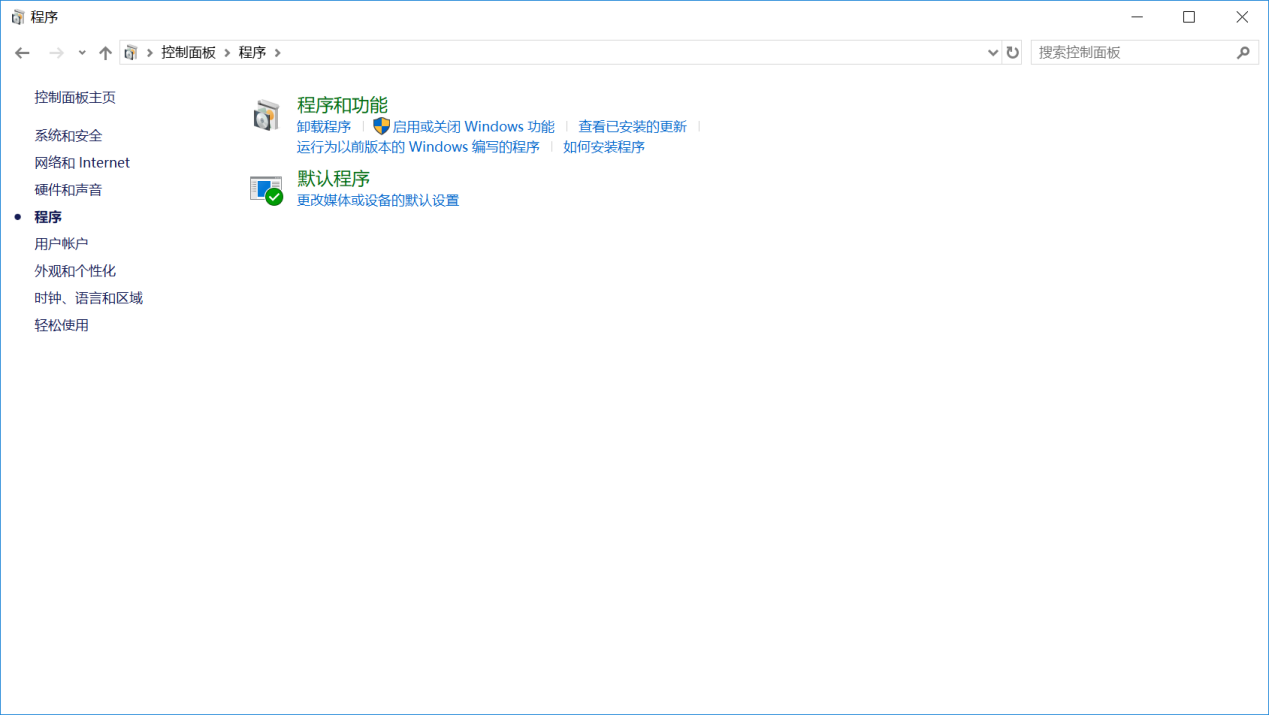 程序
控制面板 程序
搜索控制面板
控制面板主页
系统和安全
网络和 Internet
硬件和声音
程序
用户帐户
外观和个性化
时钟、语言和区域
轻松使用
程序和功能
卸载程序 启用或关闭 Windows 功能 查看已安装的更新
运行为以前版本的 Windows 编写的程序 如何安装程序
默认程序
更改媒体或设备的默认设置